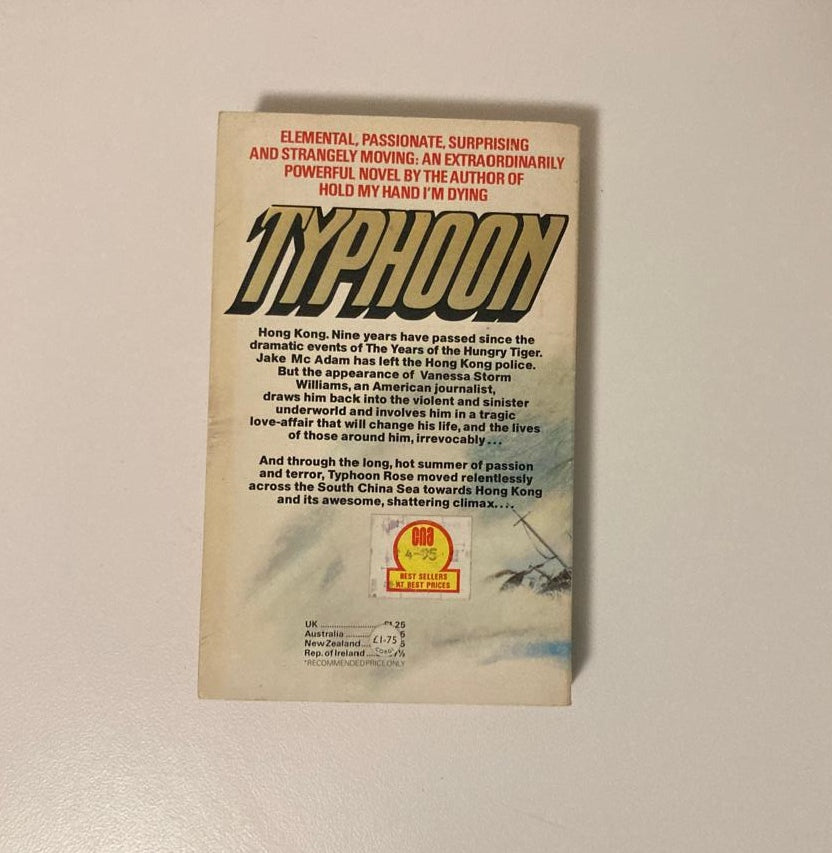 ELEMENTAL, PASSIONATE, SURPRISING
AND STRANGELY MOVING: AN EXTRAORDINARILY
POWERFUL NOVEL BY THE AUTHOR OF
HOLD MY HAND I'M DYING
TYPHOON
Hong Kong. Nine years have passed since the
dramatic events of The Years of the Hungry Tiger.
Jake Mc Adam has left the Hong Kong police.
But the appearance of Vanessa Storm
Williams, an American journalist,
draws him back into the violent and sinister
underworld and involves him in a tragic
love-affair that will change his life, and the lives
of those around him, irrevocably...
And through the long, hot summer of passion
and terror, Typhoon Rose moved relentlessly
across the South China Sea towards Hong Kong
and its awesome, shattering climax....
cna
4-95
BEST SELLERS
AT BEST PRICES
UK ........................ £1.25
Australia ..........
New Zealand....
Rep. of Ireland ....
£1-75
*RECOMMENDED PRICE ONLY